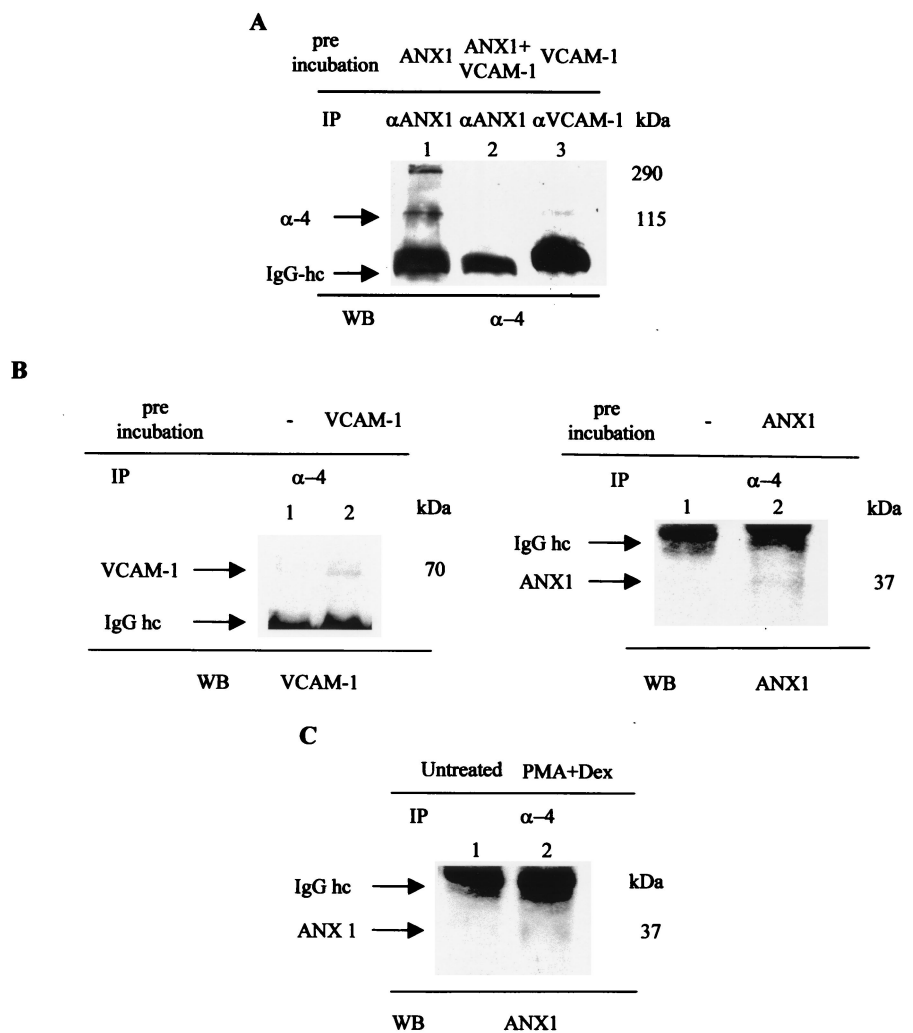 A
pre
incubation
ANX1 ANX1+ VCAM-1
VCAM-1
IP αANX1 αANX1 αVCAM-1 kDa
1 2 3
290
α-4 115
IgG-hc
WB α–4
B
pre
incubation - VCAM-1
IP α–4
1 2 kDa
VCAM-1 70
IgG hc
WB VCAM-1
pre
incubation - ANX1
IP α–4
1 2 kDa
IgG hc
ANX1 37
WB ANX1
C
Untreated PMA+Dex
IP α–4
1 2
IgG hc kDa
ANX 1 37
WB ANX1